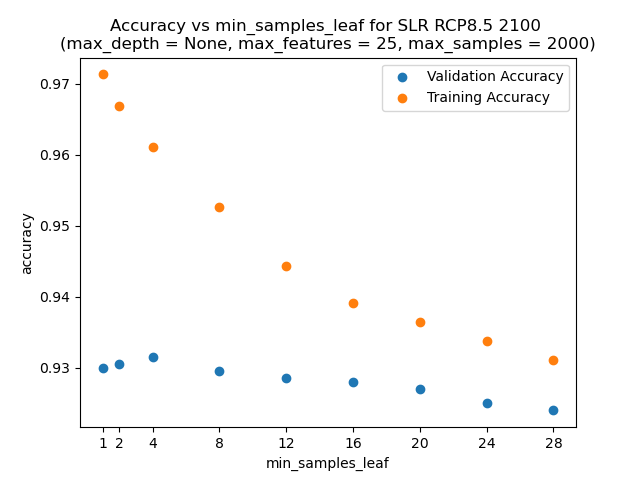 Accuracy vs min_samples_leaf for SLR RCP8.5 2100
(max_depth = None, max_features = 25, max_samples = 2000)
Validation Accuracy
Training Accuracy
0.97
0.96
0.95
0.94
0.93
accuracy
1 2 4 8 12 16 20 24 28
min_samples_leaf